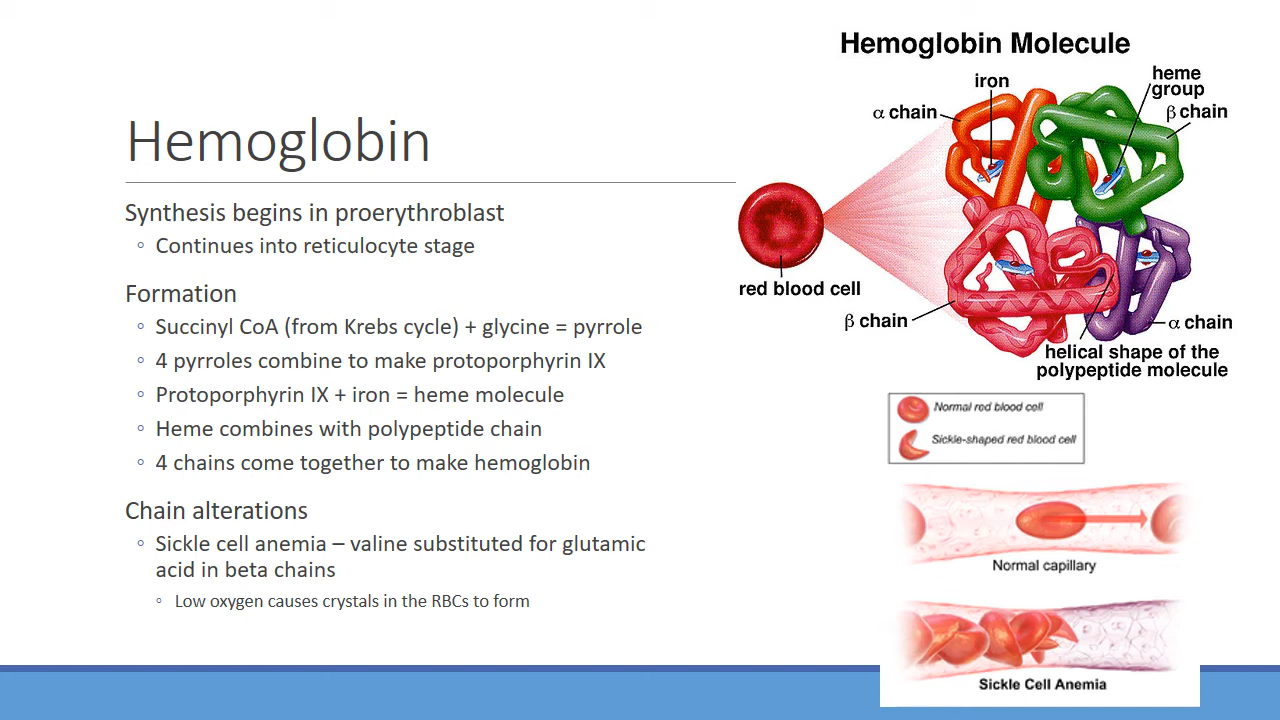 Hemoglobin
Synthesis begins in proerythroblast
◦ Continues into reticulocyte stage
Formation
◦ Succinyl CoA (from Krebs cycle) + glycine = pyrrole
◦ 4 pyrroles combine to make protoporphyrin IX
◦ Protoporphyrin IX + iron = heme molecule
◦ Heme combines with polypeptide chain
◦ 4 chains come together to make hemoglobin
Chain alterations
◦ Sickle cell anemia – valine substituted for glutamic
acid in beta chains
◦ Low oxygen causes crystals in the RBCs to form
Hemoglobin Molecule
iron
heme
group
α chain
β chain
red blood cell
β chain
α chain
helical shape of the
polypeptide molecule
Normal red blood cell
Sickle-shaped red blood cell
Normal capillary
Sickle Cell Anemia